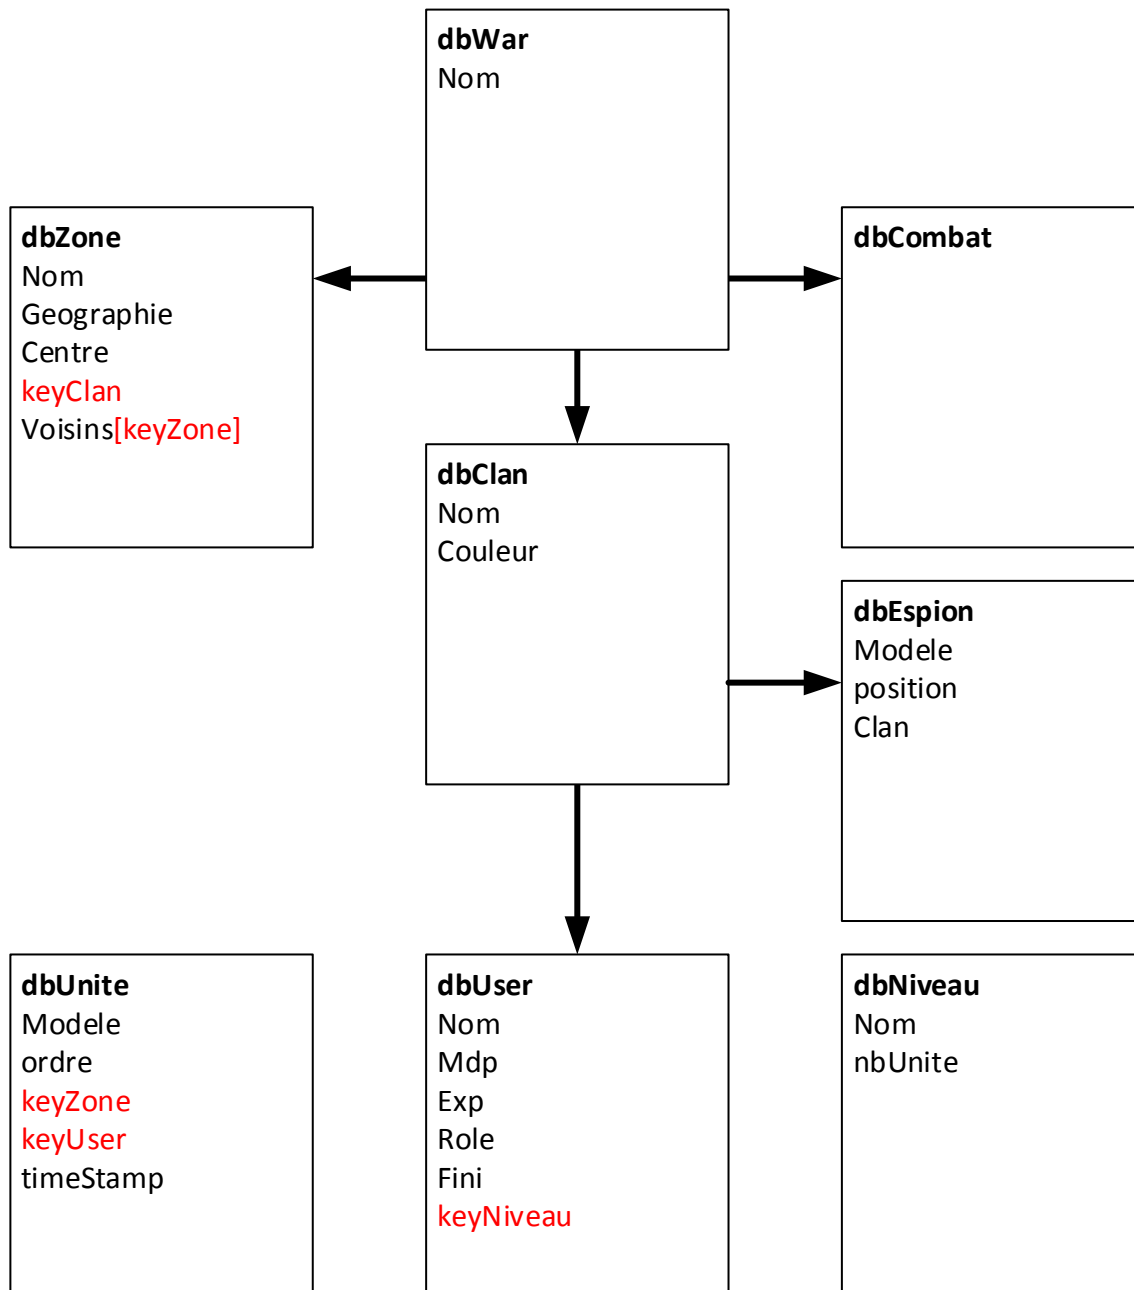 dbWar
Nom
dbZone
Nom
Geographie
Centre
keyClan
Voisins[keyZone]
dbCombat
dbClan
Nom
Couleur
dbEspion
Modele
position
Clan
dbUnite
Modele
ordre
keyZone
keyUser
timeStamp
dbUser
Nom
Mdp
Exp
Role
Fini
keyNiveau
dbNiveau
Nom
nbUnite